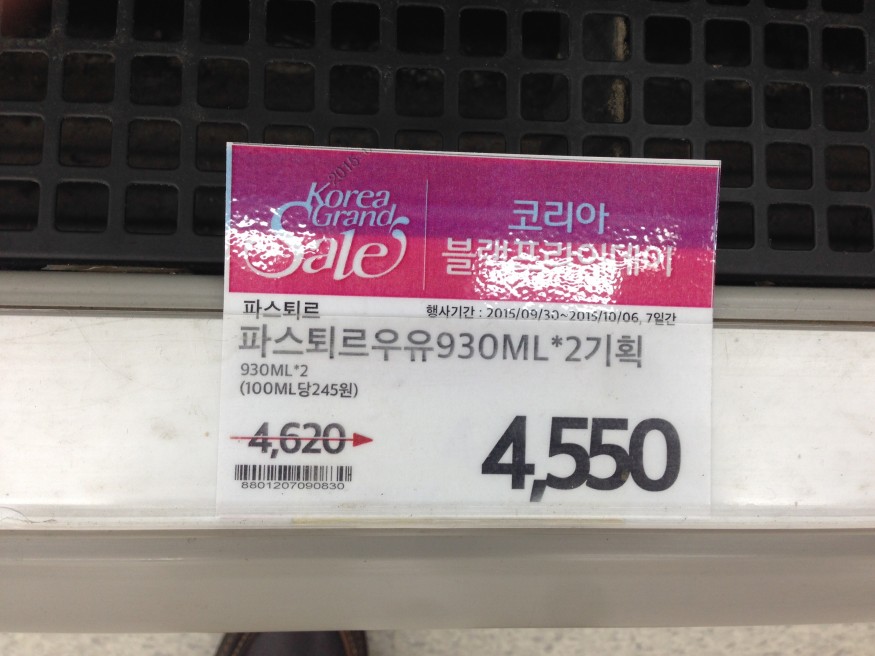 Korea
Grand
Sale
코리아
블랙프라이데이
파스퇴르
행사기간 : 2015/09/30~2015/10/06, 7일간
파스퇴르우유930ML*2기획
930ML*2
(100ML당245원)
4,620
4,550
8801207090830